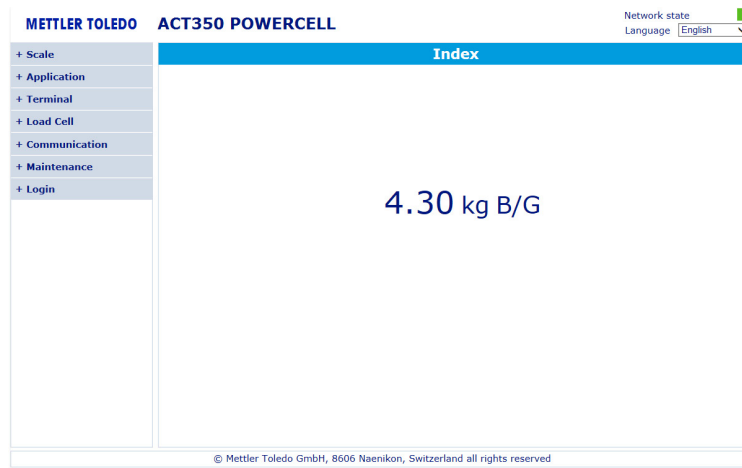 METTLER TOLEDO ACT350 POWERCELL
Network state
Language English
+ Scale
+ Application
+ Terminal
+ Load Cell
+ Communication
+ Maintenance
+ Login
Index
4.30 kg B/G
© Mettler Toledo GmbH, 8606 Naenikon, Switzerland all rights reserved